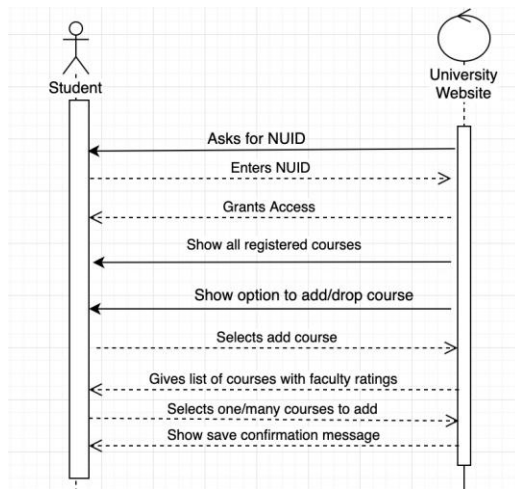 Student
University
Website
Asks for NUID
Enters NUID
Grants Access
Show all registered courses
Show option to add/drop course
Selects add course
Gives list of courses with faculty ratings
Selects one/many courses to add
Show save confirmation message